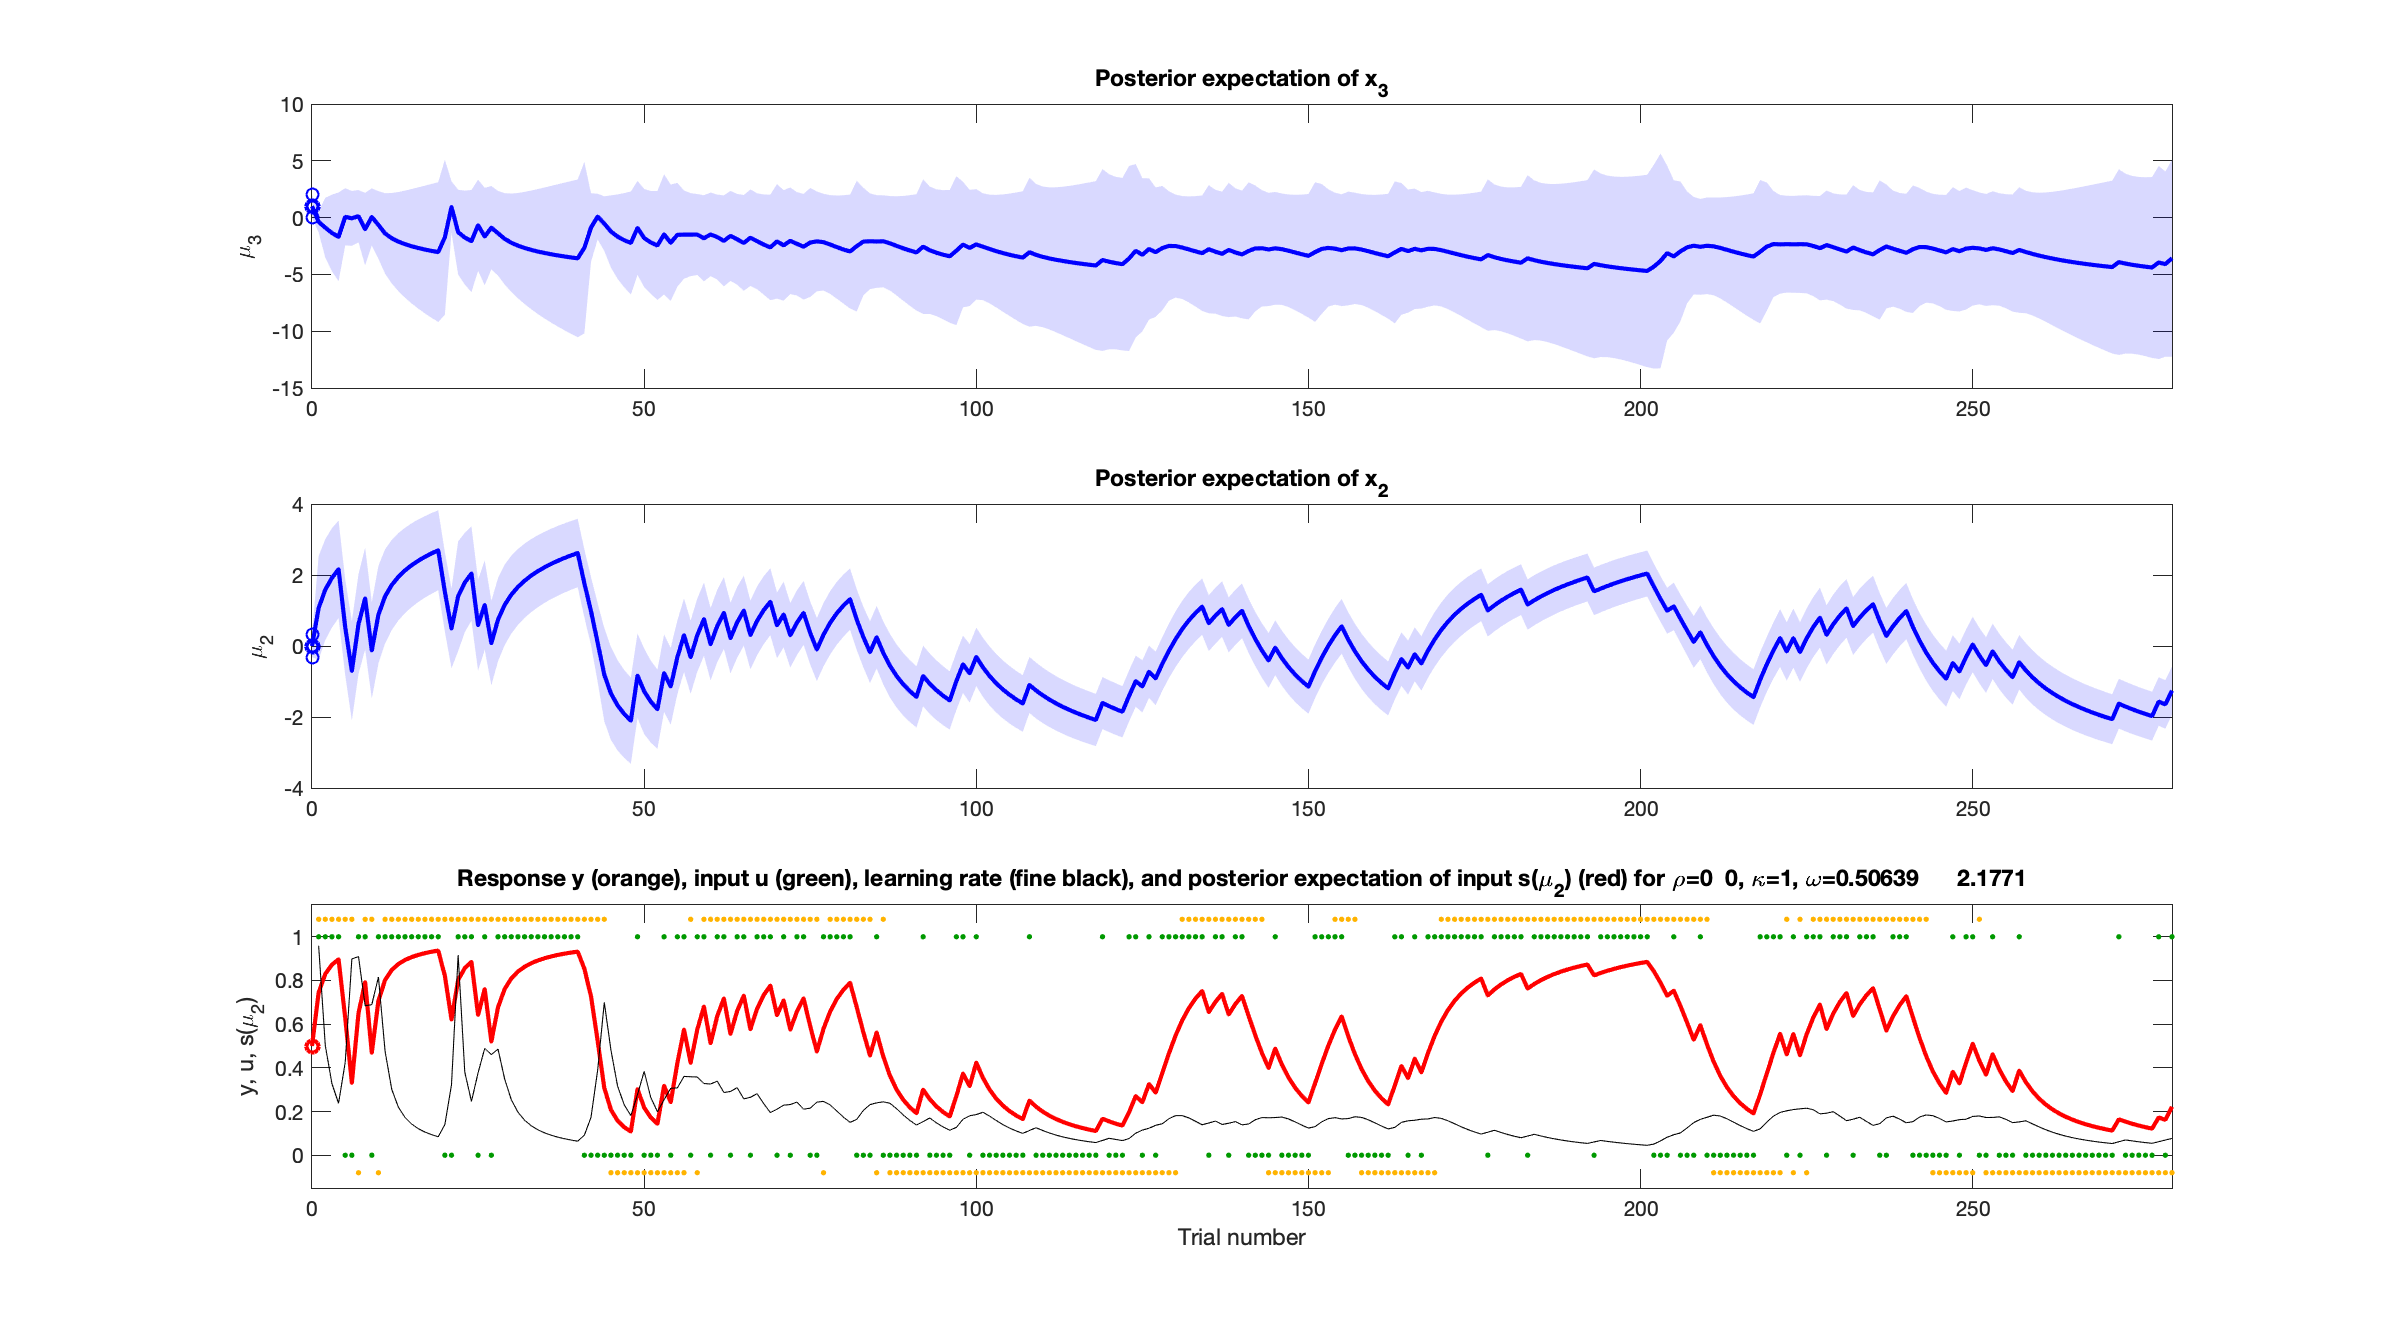 Posterior expectation of x3
10
5
0
-5
-10
-15
μ3
0 50 100 150 200 250
Posterior expectation of x2
4
2
0
-2
-4
μ2
0 50 100 150 200 250
Response y (orange), input u (green), learning rate (fine black), and posterior expectation of input s(μ2) (red) for ρ=0 0, κ=1, ω=0.50639 2.1771
1
0.8
0.6
0.4
0.2
0
y, u, s(μ2)
0 50 100 150 200 250
Trial number